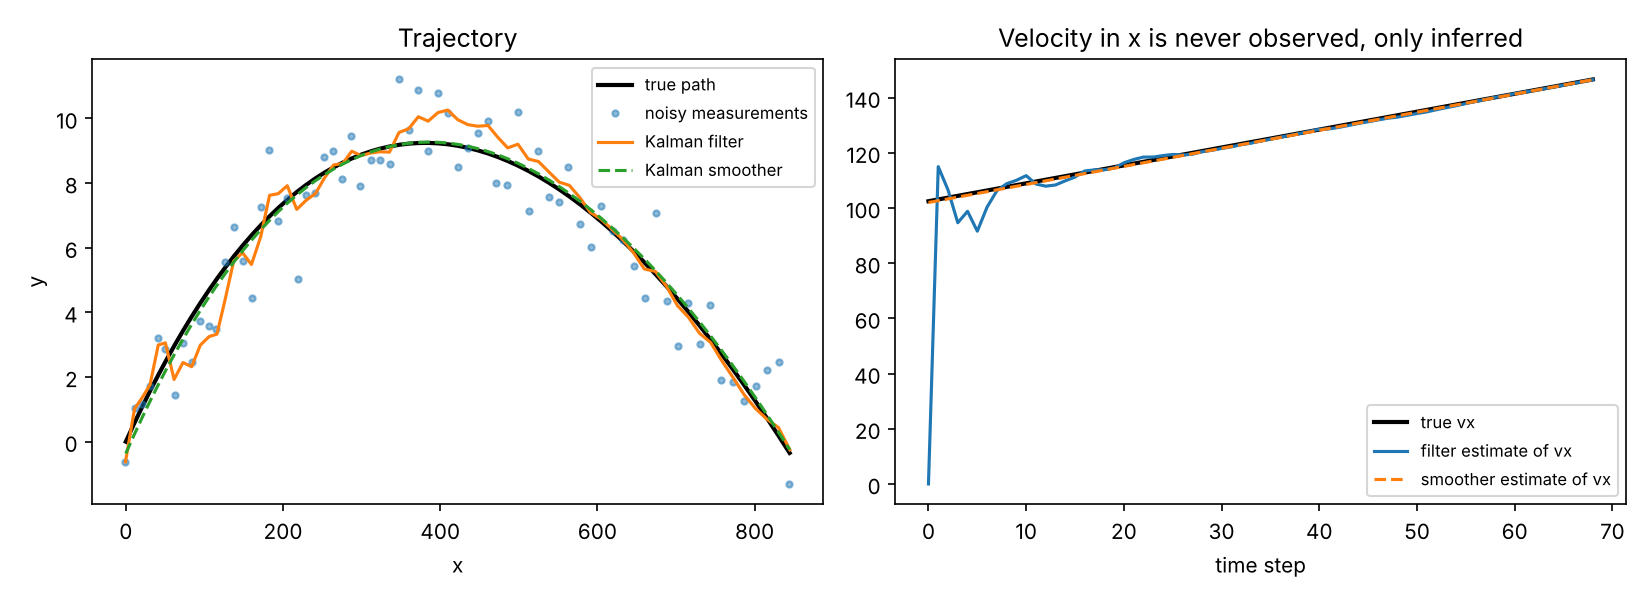 Trajectory
true path
noisy measurements
Kalman filter
Kalman smoother
10
8
6
4
2
0
y
0 200 400 600 800
x
Velocity in x is never observed, only inferred
140
120
100
80
60
40
20
0
true vx
filter estimate of vx
smoother estimate of vx
0 10 20 30 40 50 60 70
time step